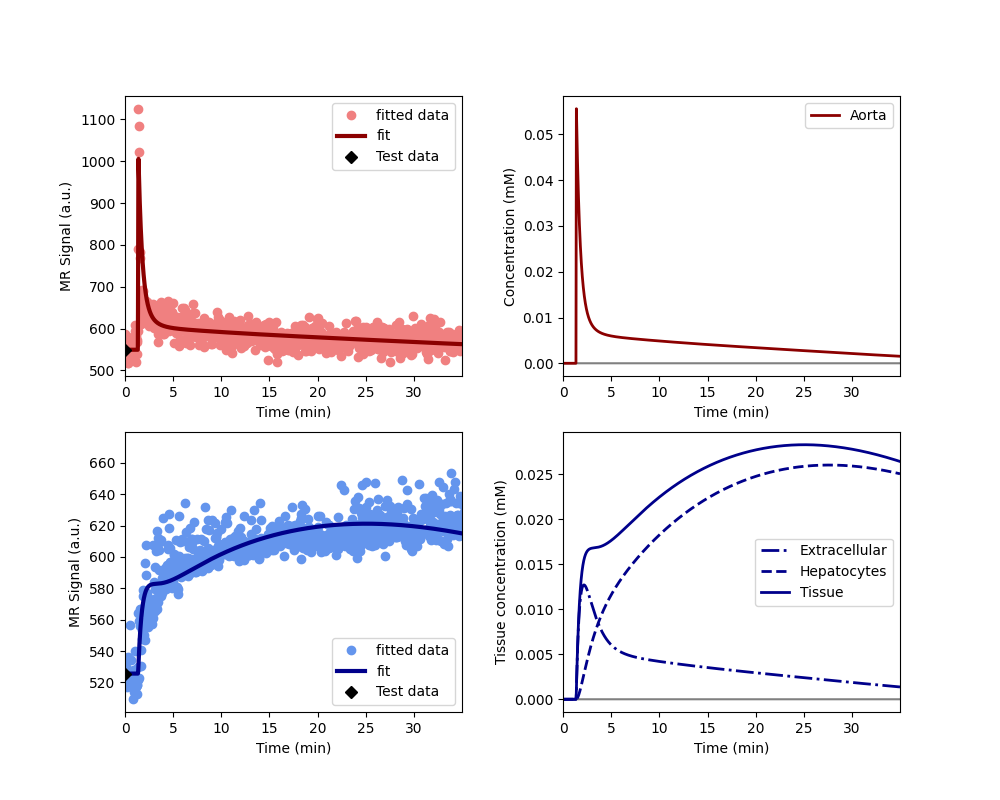 1100
1000
900
800
700
600
500
MR Signal (a.u.)
0 5 10 15 20 25 30
Time (min)
fitted data
fit
Test data
0.05
0.04
0.03
0.02
0.01
0.00
Concentration (mM)
0 5 10 15 20 25 30
Time (min)
Aorta
660
640
620
600
580
560
540
520
MR Signal (a.u.)
0 5 10 15 20 25 30
Time (min)
fitted data
fit
Test data
0.025
0.020
0.015
0.010
0.005
0.000
Tissue concentration (mM)
0 5 10 15 20 25 30
Time (min)
Extracellular
Hepatocytes
Tissue